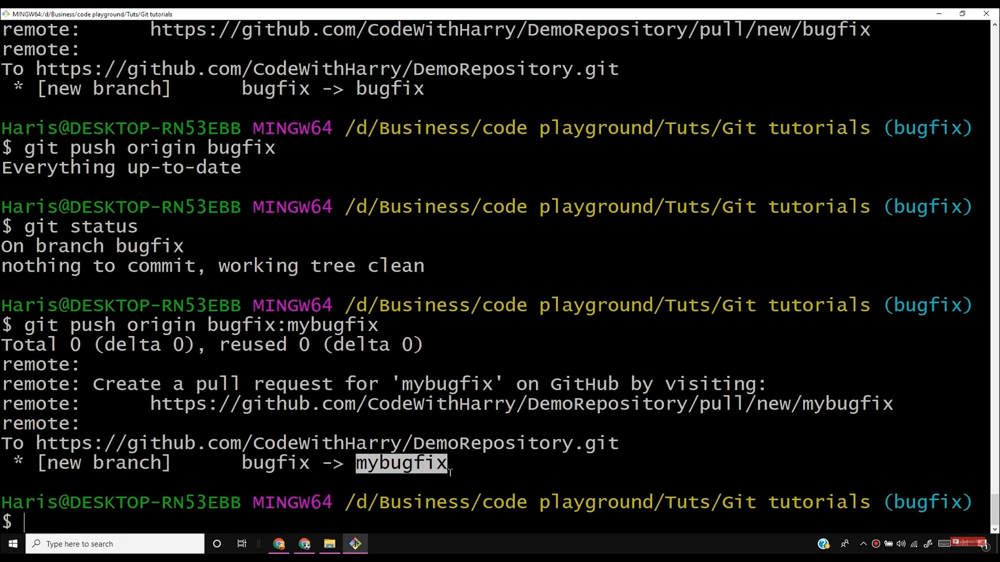 MINGW64:/d/Business/code playground/Tuts/Git tutorials
remote:      https://github.com/CodeWithHarry/DemoRepository/pull/new/bugfix
remote:
To https://github.com/CodeWithHarry/DemoRepository.git
 * [new branch]      bugfix -> bugfix
Haris@DESKTOP-RN53EBB MINGW64 /d/Business/code playground/Tuts/Git tutorials (bugfix)
$ git push origin bugfix
Everything up-to-date
Haris@DESKTOP-RN53EBB MINGW64 /d/Business/code playground/Tuts/Git tutorials (bugfix)
$ git status
On branch bugfix
nothing to commit, working tree clean
Haris@DESKTOP-RN53EBB MINGW64 /d/Business/code playground/Tuts/Git tutorials (bugfix)
$ git push origin bugfix:mybugfix
Total 0 (delta 0), reused 0 (delta 0)
remote:
remote: Create a pull request for 'mybugfix' on GitHub by visiting:
remote:      https://github.com/CodeWithHarry/DemoRepository/pull/new/mybugfix
remote:
To https://github.com/CodeWithHarry/DemoRepository.git
 * [new branch]      bugfix -> mybugfix
Haris@DESKTOP-RN53EBB MINGW64 /d/Business/code playground/Tuts/Git tutorials (bugfix)
$
Type here to search
Subscribe
1